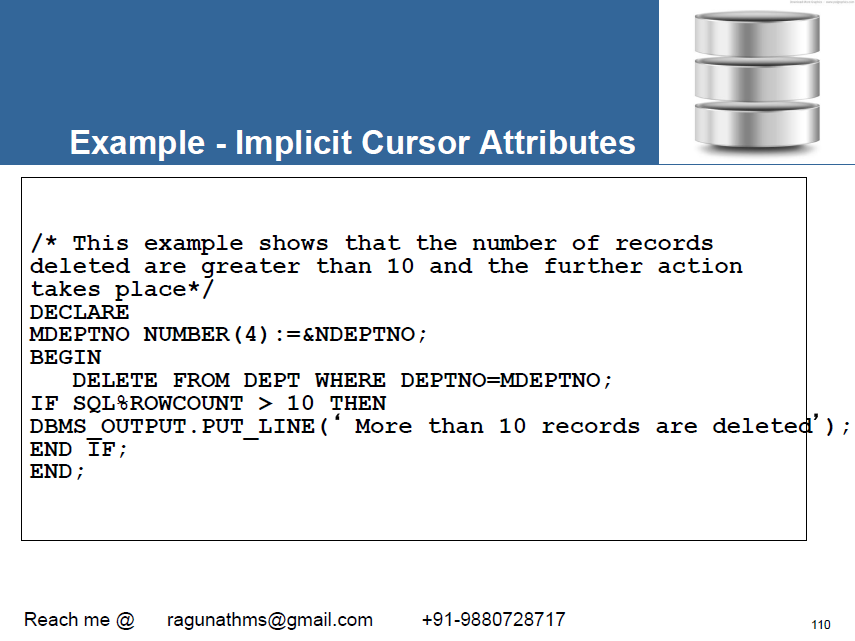 Example - Implicit Cursor Attributes
/* This example shows that the number of records
deleted are greater than 10 and the further action
takes place*/
DECLARE
MDEPTNO NUMBER(4):=&NDEPTNO;
BEGIN
   DELETE FROM DEPT WHERE DEPTNO=MDEPTNO;
IF SQL%ROWCOUNT > 10 THEN
DBMS_OUTPUT.PUT_LINE(‘ More than 10 records are deleted’);
END IF;
END;
Reach me @ ragunathms@gmail.com +91-9880728717
110